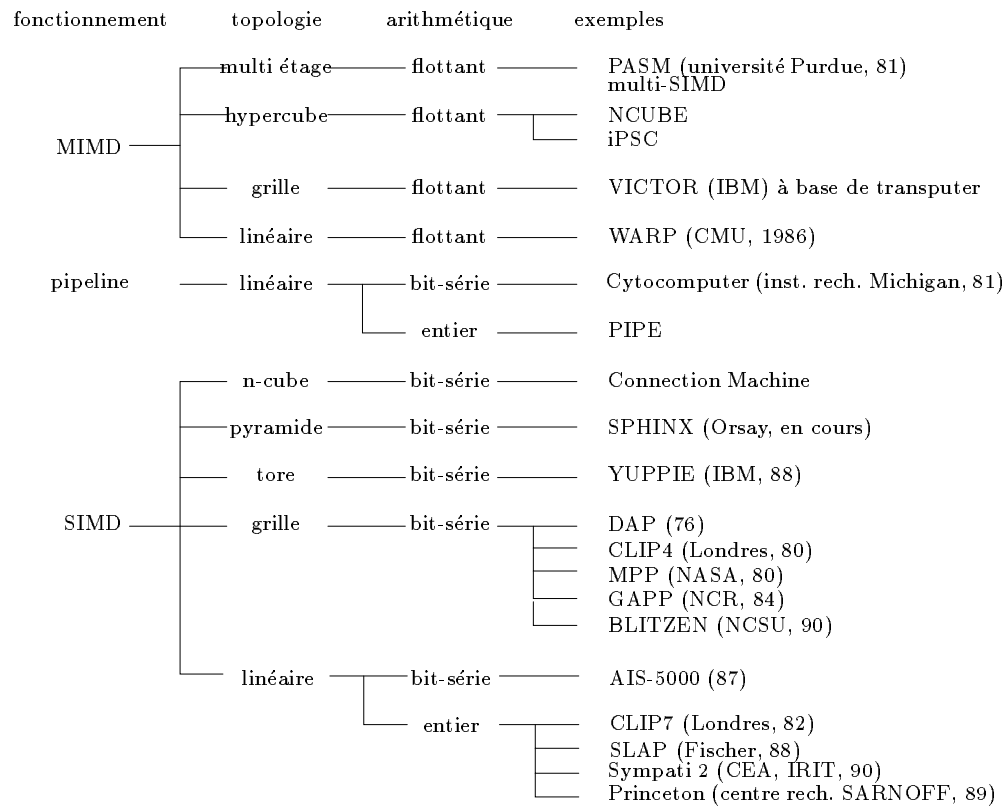 fonctionnement topologie arithmétique exemples
multi étage flottant PASM (université Purdue, 81)
multi-SIMD
hypercube flottant NCUBE
iPSC
MIMD
grille flottant VICTOR (IBM) à base de transputer
linéaire flottant WARP (CMU, 1986)
pipeline linéaire bit-série Cytocomputer (inst. rech. Michigan, 81)
entier PIPE
n-cube bit-série Connection Machine
pyramide bit-série SPHINX (Orsay, en cours)
tore bit-série YUPPIE (IBM, 88)
SIMD grille bit-série DAP (76)
CLIP4 (Londres, 80)
MPP (NASA, 80)
GAPP (NCR, 84)
BLITZEN (NCSU, 90)
linéaire bit-série AIS-5000 (87)
entier CLIP7 (Londres, 82)
SLAP (Fischer, 88)
Sympati 2 (CEA, IRIT, 90)
Princeton (centre rech. SARNOFF, 89)